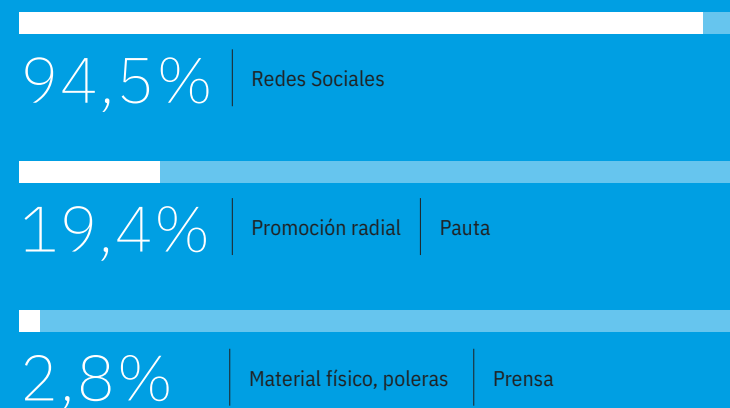 94,5% Redes Sociales
19,4% Promoción radial Pauta
2,8% Material físico, poleras Prensa